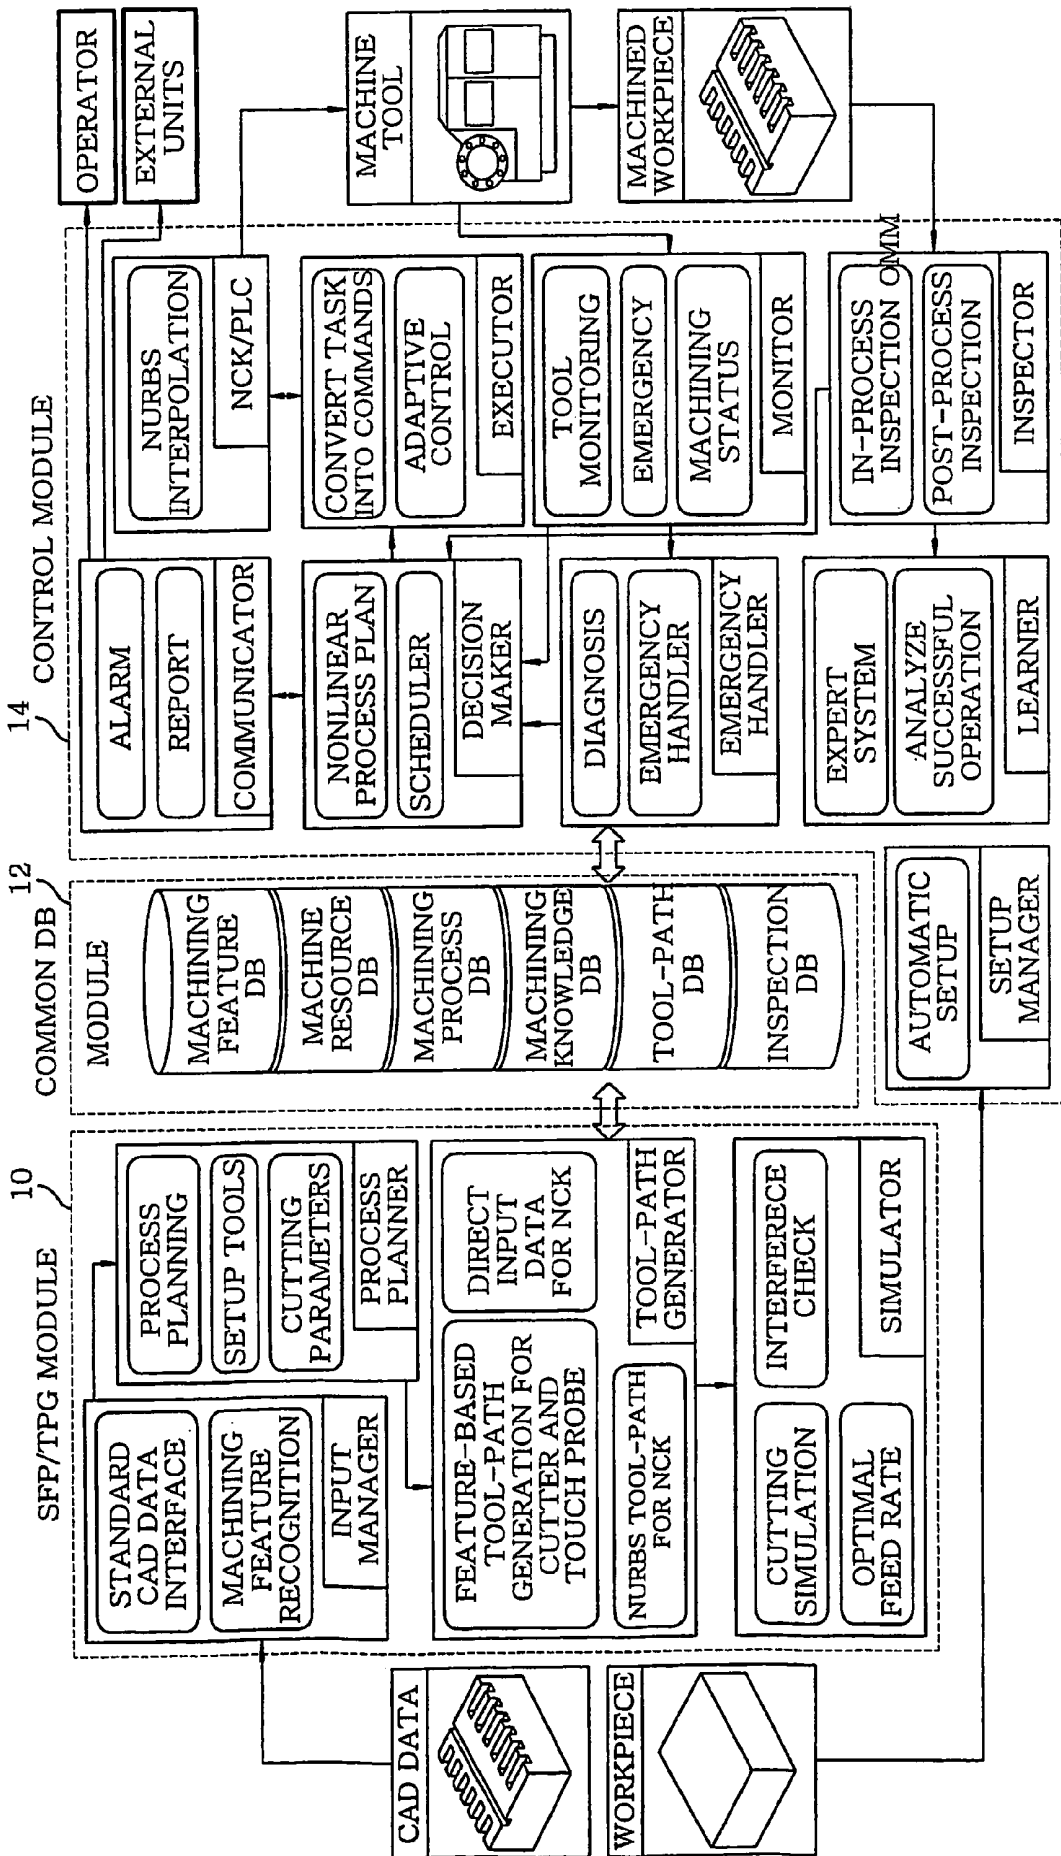 SFP/TPG MODULE
10
STANDARD
CAD DATA
INTERFACE
MACHINING
FEATURE
RECOGNITION
INPUT
MANAGER
PROCESS
PLANNING
SETUP TOOLS
CUTTING
PARAMETERS
PROCESS
PLANNER
FEATURE-BASED
TOOL-PATH
GENERATION FOR
CUTTER AND
TOUCH PROBE
DIRECT
INPUT
DATA
FOR NCK
NURBS TOOL-PATH
FOR NCK
TOOL-PATH
GENERATOR
CUTTING
SIMULATION
INTERFERECE
CHECK
OPTIMAL
FEED RATE
SIMULATOR
CAD DATA
WORKPIECE
COMMON DB
12
MODULE
MACHINING
FEATURE
DB
MACHINE
RESOURCE
DB
MACHINING
PROCESS
DB
MACHINING
KNOWLEDGE
DB
TOOL-PATH
DB
INSPECTION
DB
AUTOMATIC
SETUP
SETUP
MANAGER
14
CONTROL MODULE
ALARM
REPORT
COMMUNICATOR
NURBS
INTERPOLATION
NCK/PLC
NONLINEAR
PROCESS PLAN
SCHEDULER
DECISION
MAKER
CONVERT TASK
INTO COMMANDS
ADAPTIVE
CONTROL
EXECUTOR
DIAGNOSIS
EMERGENCY
HANDLER
EMERGENCY
HANDLER
TOOL
MONITORING
EMERGENCY
MACHINING
STATUS
MONITOR
EXPERT
SYSTEM
ANALYZE
SUCCESSFUL
OPERATION
LEARNER
IN-PROCESS
INSPECTION
OMM
POST-PROCESS
INSPECTION
INSPECTOR
OPERATOR
EXTERNAL
UNITS
MACHINE
TOOL
MACHINED
WORKPIECE